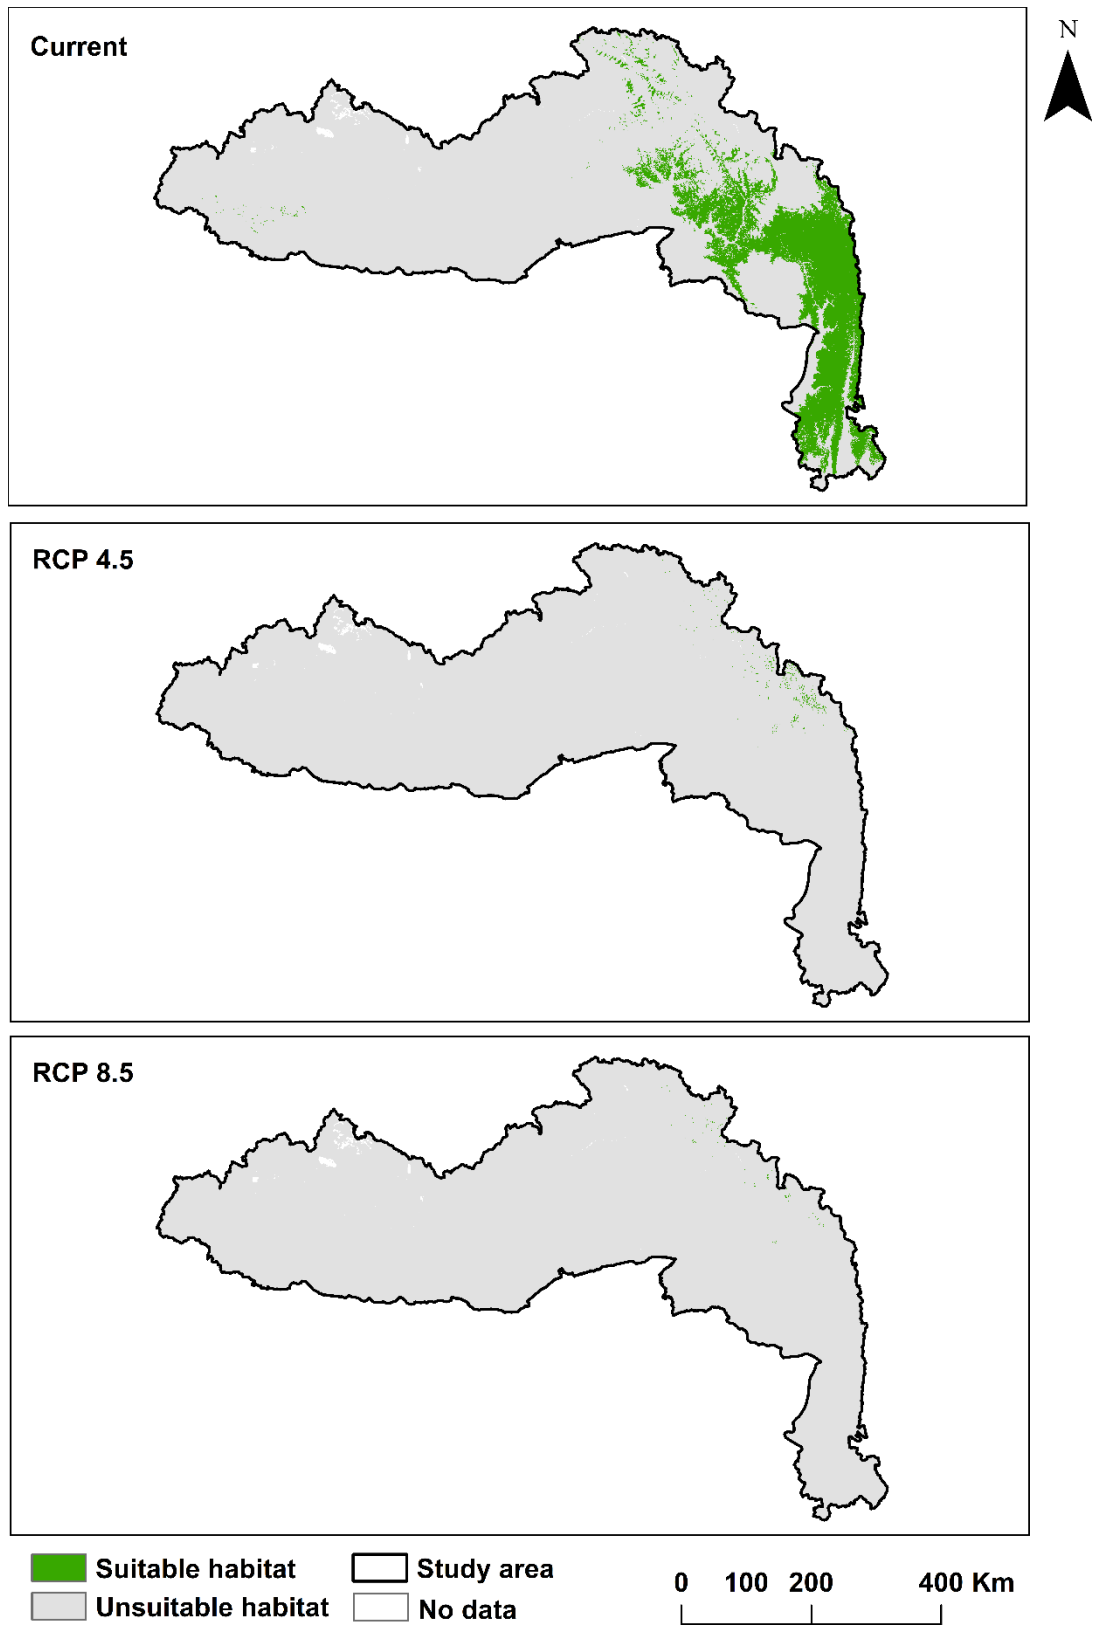 Current
N
RCP 4.5
RCP 8.5
Suitable habitat
Study area
Unsuitable habitat
No data
0 100 200 400 Km